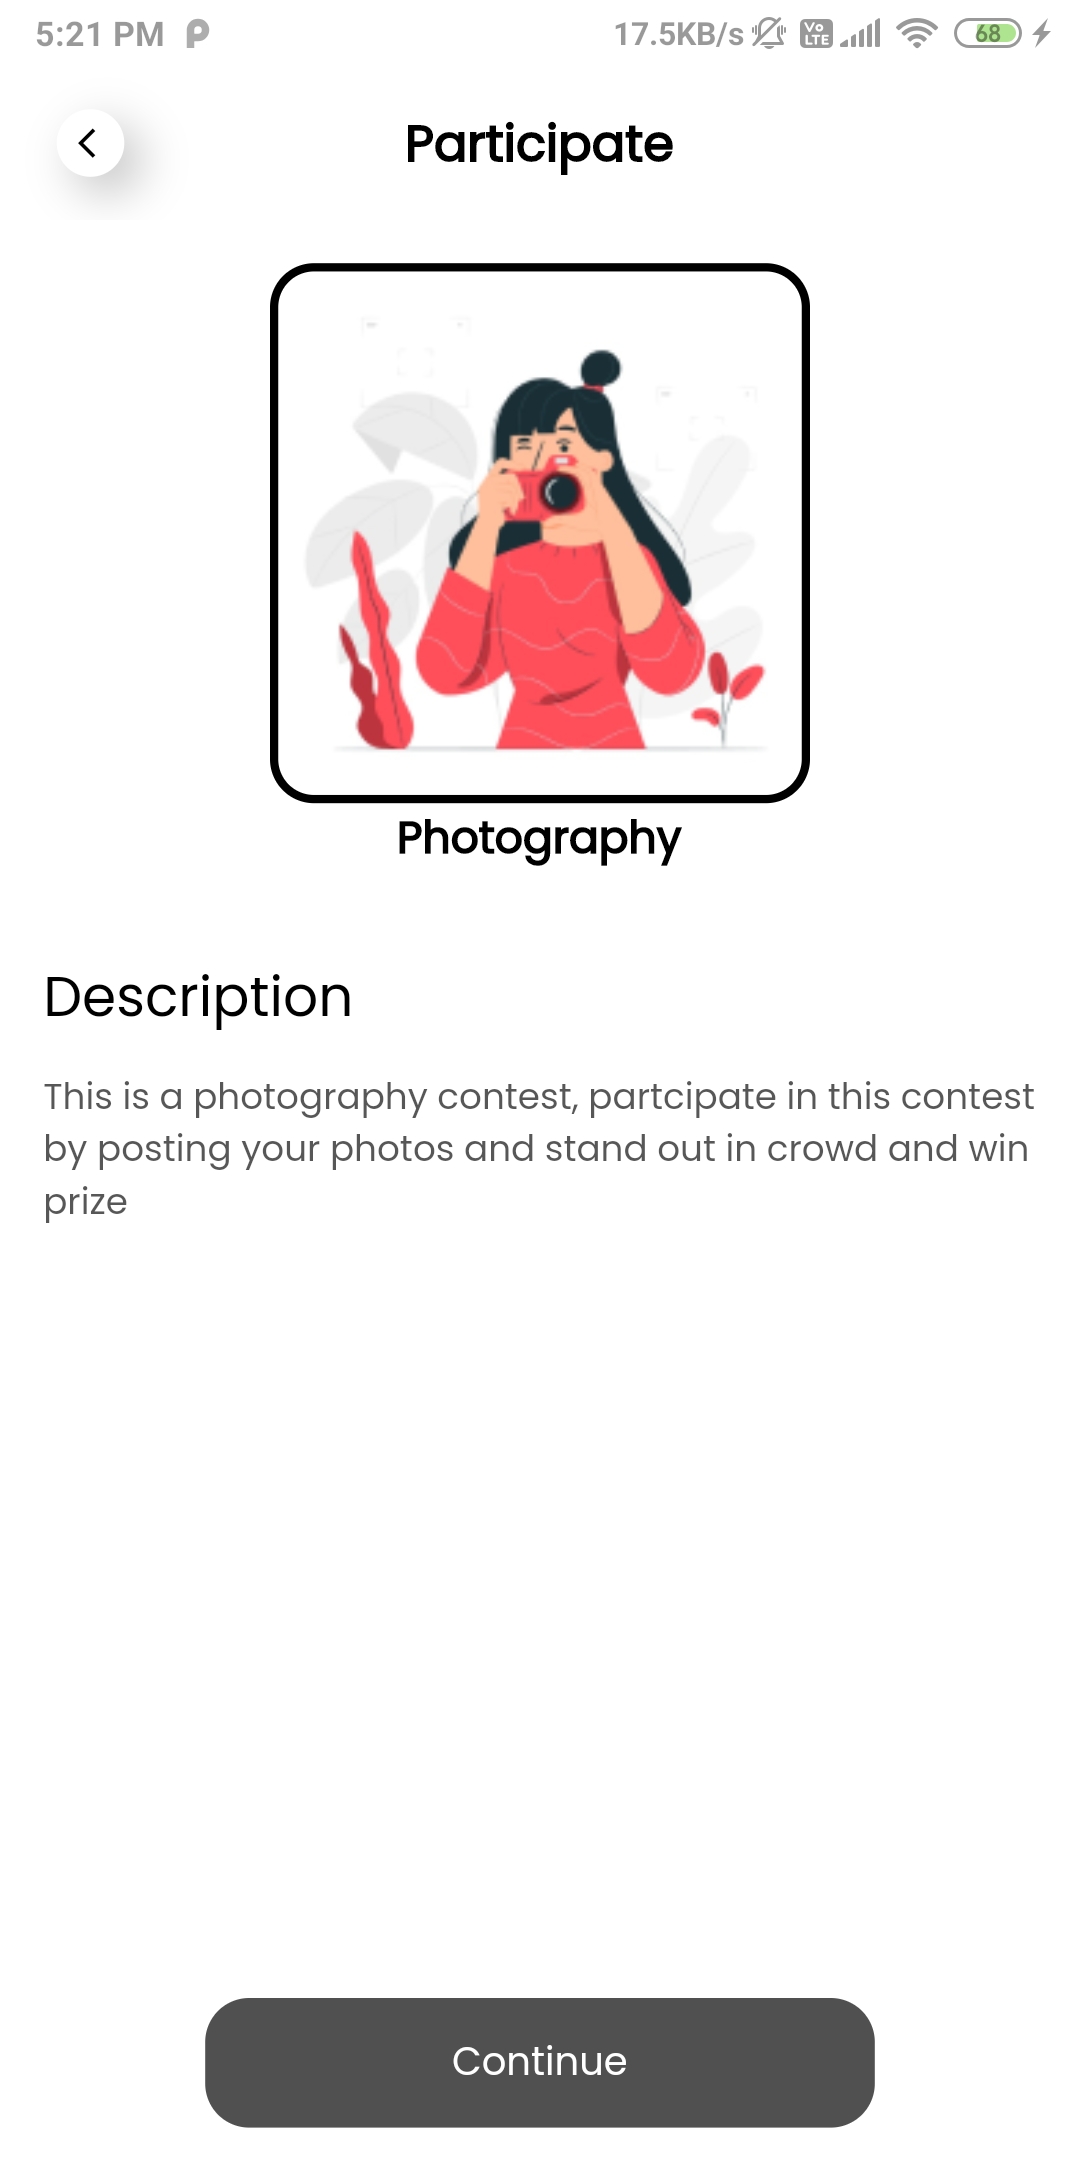 5:21 PM 17.5KB/s Vo LTE 68
Participate
Photography
Description
This is a photography contest, partcipate in this contest
by posting your photos and stand out in crowd and win
prize
Continue